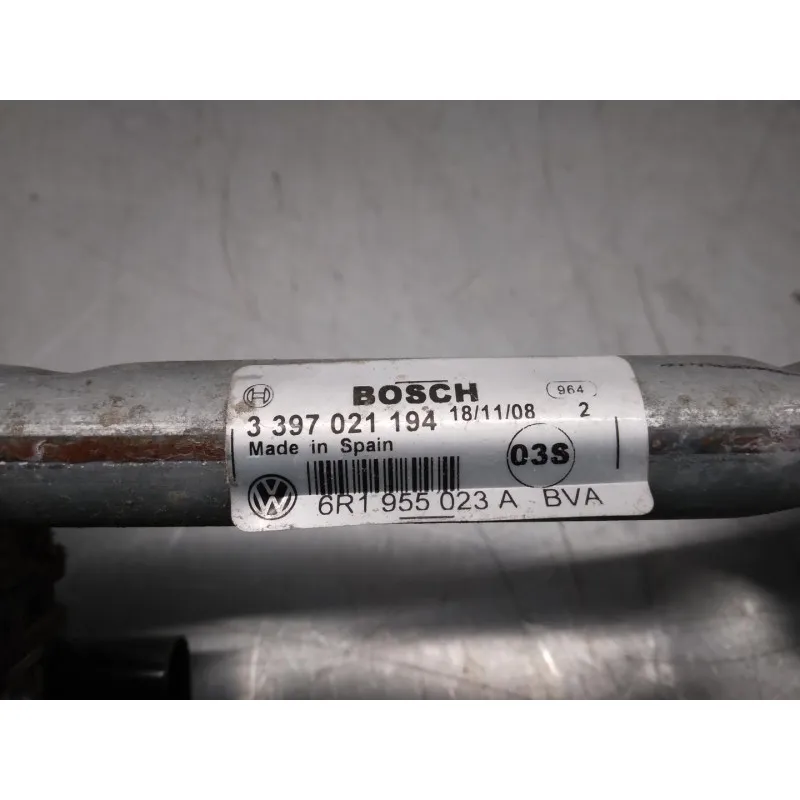 BOSCH 964
3 397 021 194 18/11/08 2
Made in Spain
03S
6R1 955 023 A BVA